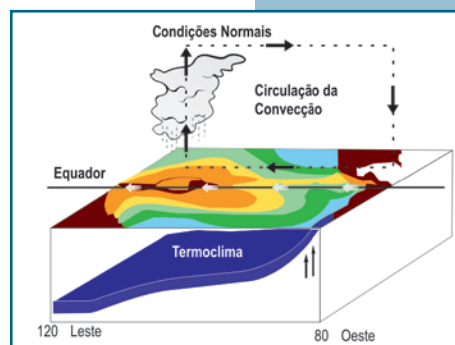 Condições Normais
Circulação da
Convecção
Equador
Termoclima
120 Leste
80 Oeste